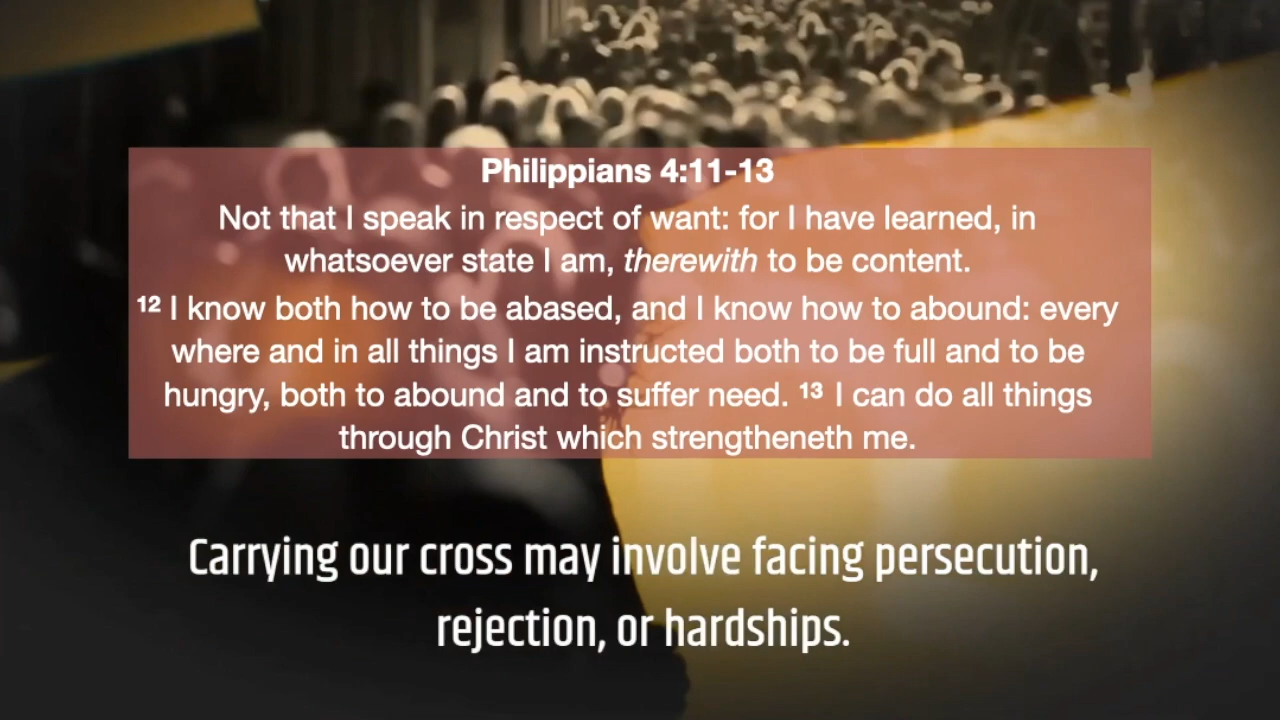 Philippians 4:11-13
Not that I speak in respect of want: for I have learned, in
whatsoever state I am, therewith to be content.
12 I know both how to be abased, and I know how to abound: every
where and in all things I am instructed both to be full and to be
hungry, both to abound and to suffer need. 13 I can do all things
through Christ which strengtheneth me.
Carrying our cross may involve facing persecution,
rejection, or hardships.